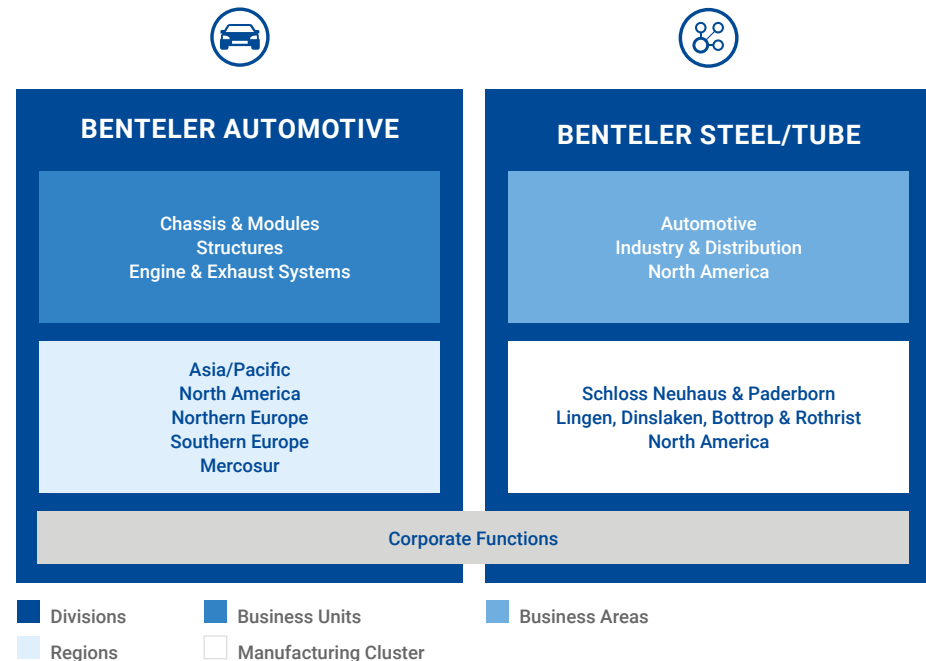 BENTELER AUTOMOTIVE
Chassis & Modules
Structures
Engine & Exhaust Systems
Asia/Pacific
North America
Northern Europe
Southern Europe
Mercosur
BENTELER STEEL/TUBE
Automotive
Industry & Distribution
North America
Schloss Neuhaus & Paderborn
Lingen, Dinslaken, Bottrop & Rothrist
North America
Corporate Functions
Divisions
Business Units
Business Areas
Regions
Manufacturing Cluster